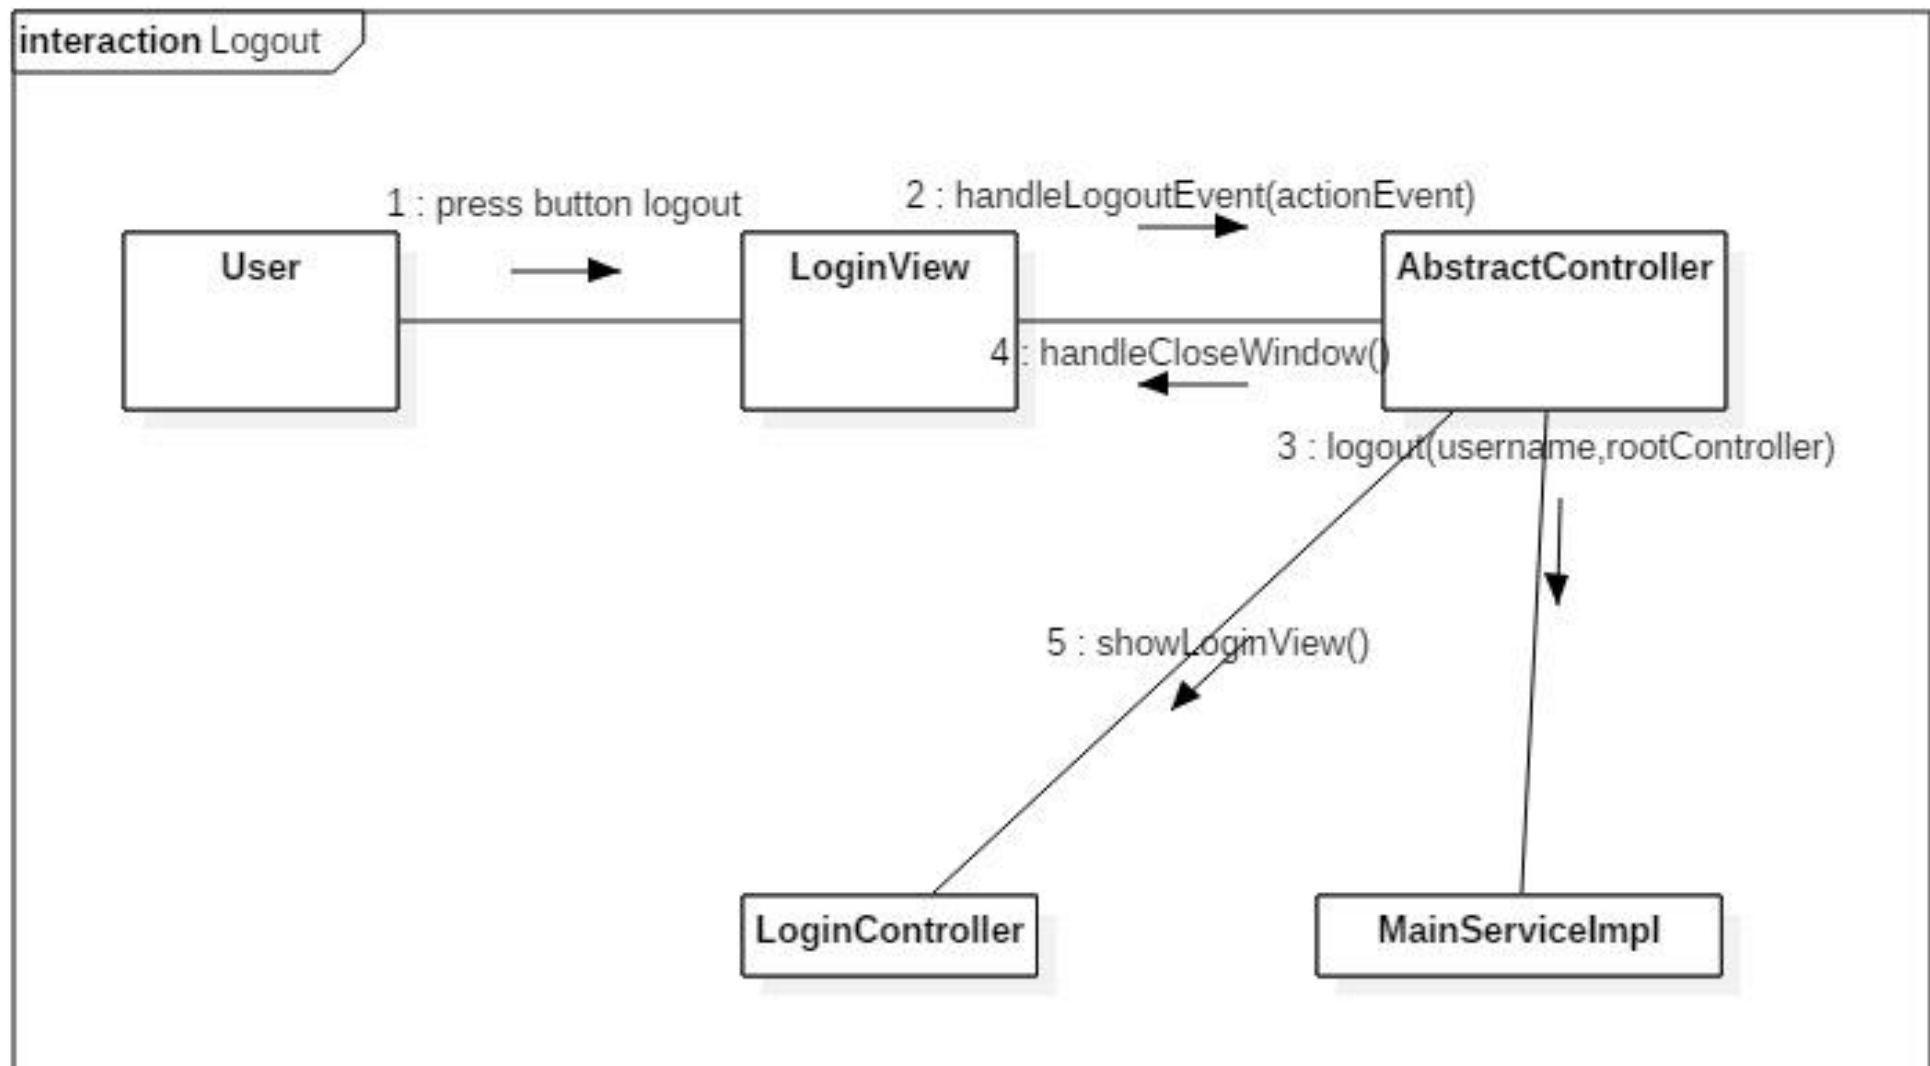 interaction Logout
1 : press button logout
2 : handleLogoutEvent(actionEvent)
User
LoginView
AbstractController
4 : handleCloseWindow()
3 : logout(username,rootController)
5 : showLoginView()
LoginController
MainServiceImpl